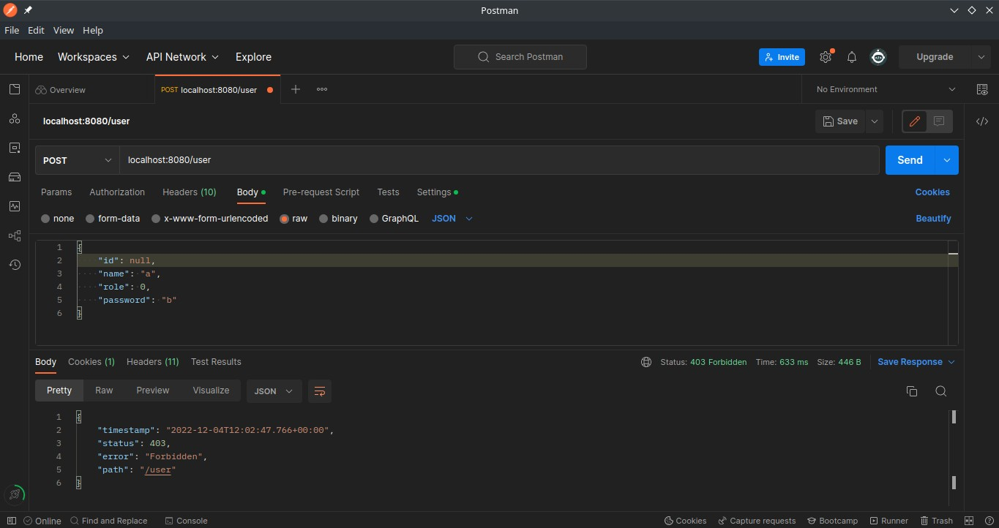 Postman
File Edit View Help
Home Workspaces API Network Explore Search Postman Invite Upgrade
Overview POST localhost:8080/user No Environment
localhost:8080/user Save
POST localhost:8080/user Send
Params Authorization Headers (10) Body Pre-request Script Tests Settings Cookies
none form-data x-www-form-urlencoded raw binary GraphQL JSON Beautify
1 {
2 "id": null,
3 "name": "a",
4 "role": 0,
5 "password": "b"
6 }
Body Cookies (1) Headers (11) Test Results Status: 403 Forbidden Time: 633 ms Size: 446 B Save Response
Pretty Raw Preview Visualize JSON
1 {
2 "timestamp": "2022-12-04T12:02:47.766+00:00",
3 "status": 403,
4 "error": "Forbidden",
5 "path": "/user"
6 }
Online Find and Replace Console Cookies Capture requests Bootcamp Runner Trash